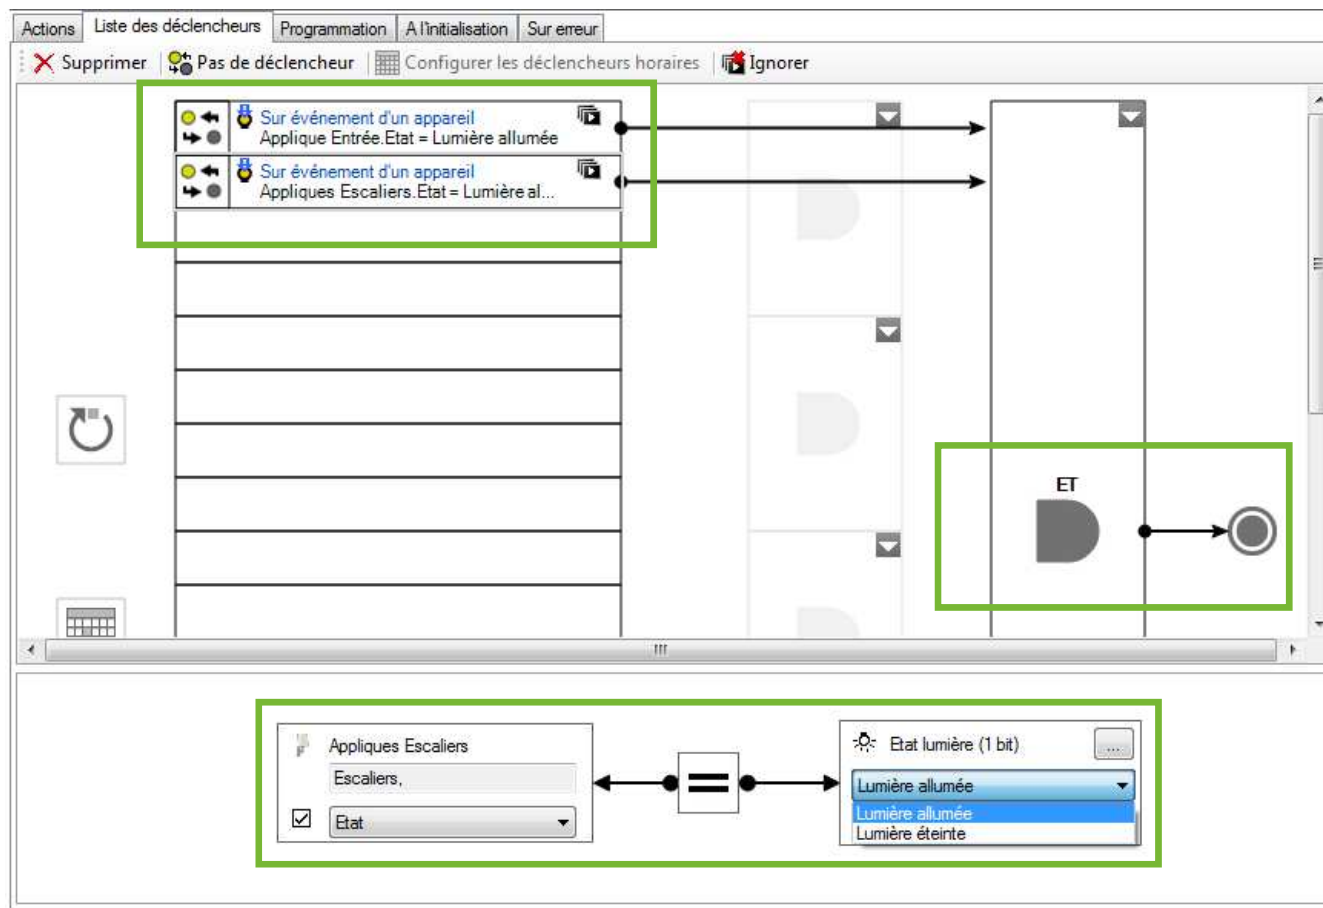 Actions Liste des déclencheurs Programmation A l'initialisation Sur erreur
Supprimer Pas de déclencheur Configurer les déclencheurs horaires Ignorer
Sur événement d'un appareil
Applique Entrée.Etat = Lumière allumée
Sur événement d'un appareil
Appliques Escaliers.Etat = Lumière al...
ET
Appliques Escaliers
Escaliers,
Etat
Etat lumière (1 bit) ...
Lumière allumée
Lumière allumée
Lumière éteinte